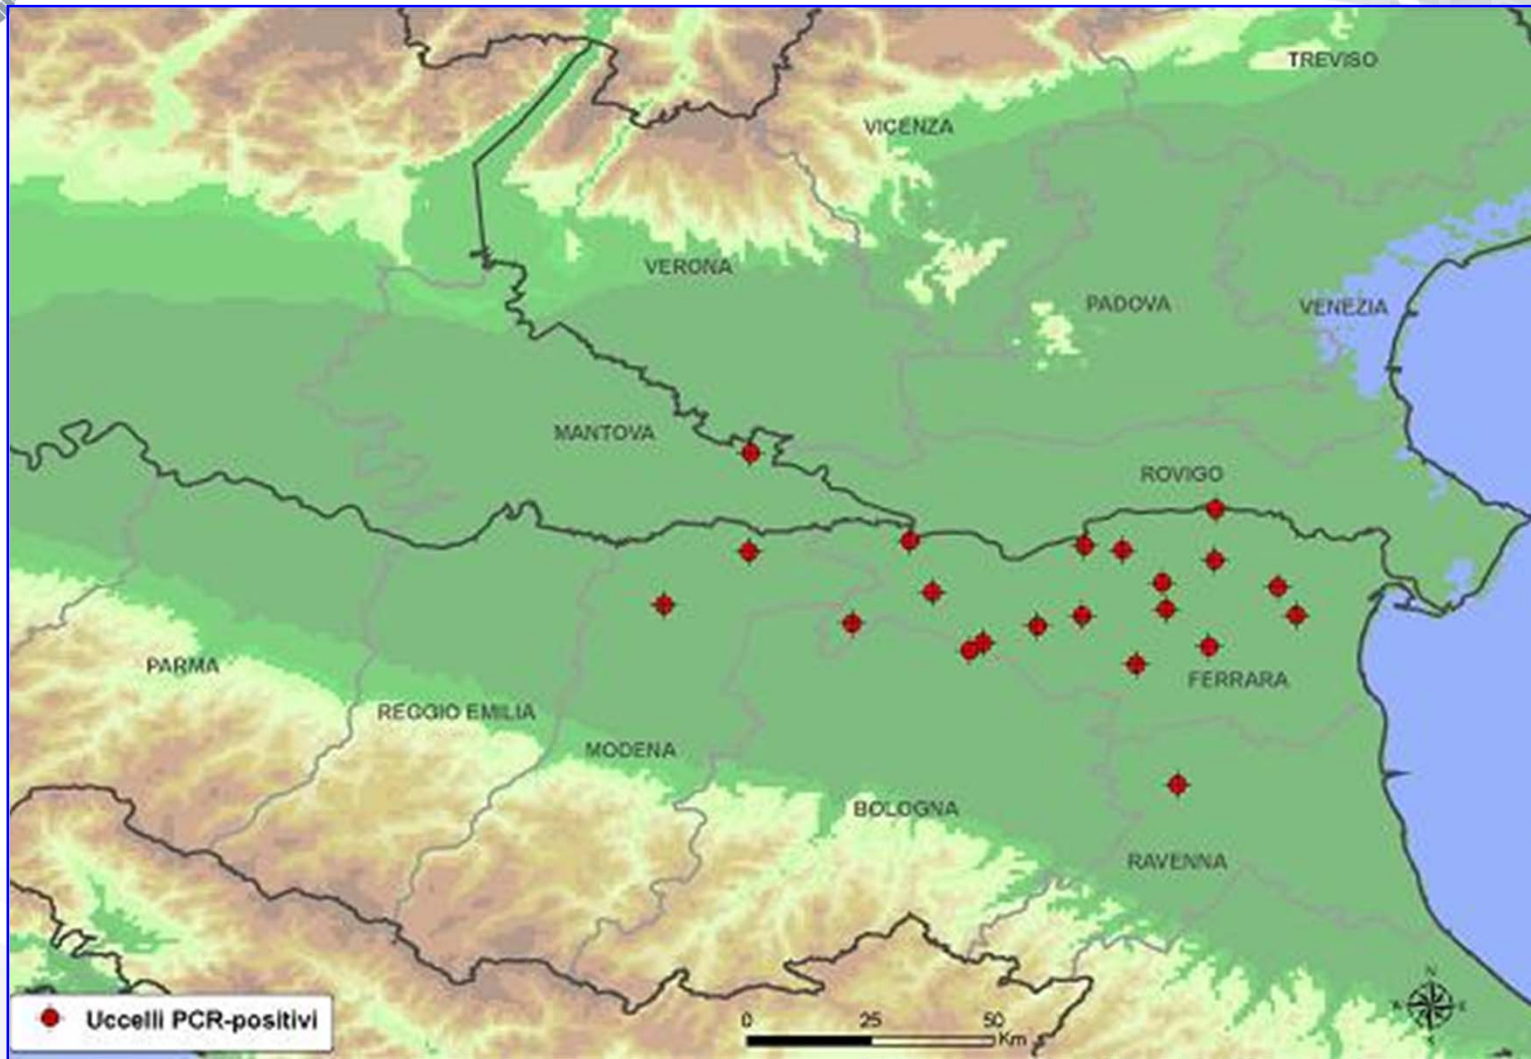 TREVISO
VICENZA
VERONA
PADOVA
VENEZIA
MANTOVA
ROVIGO
PARMA
FERRARA
REGGIO EMILIA
MODENA
BOLOGNA
RAVENNA
N
Uccelli PCR-positivi
0 25 50
Km